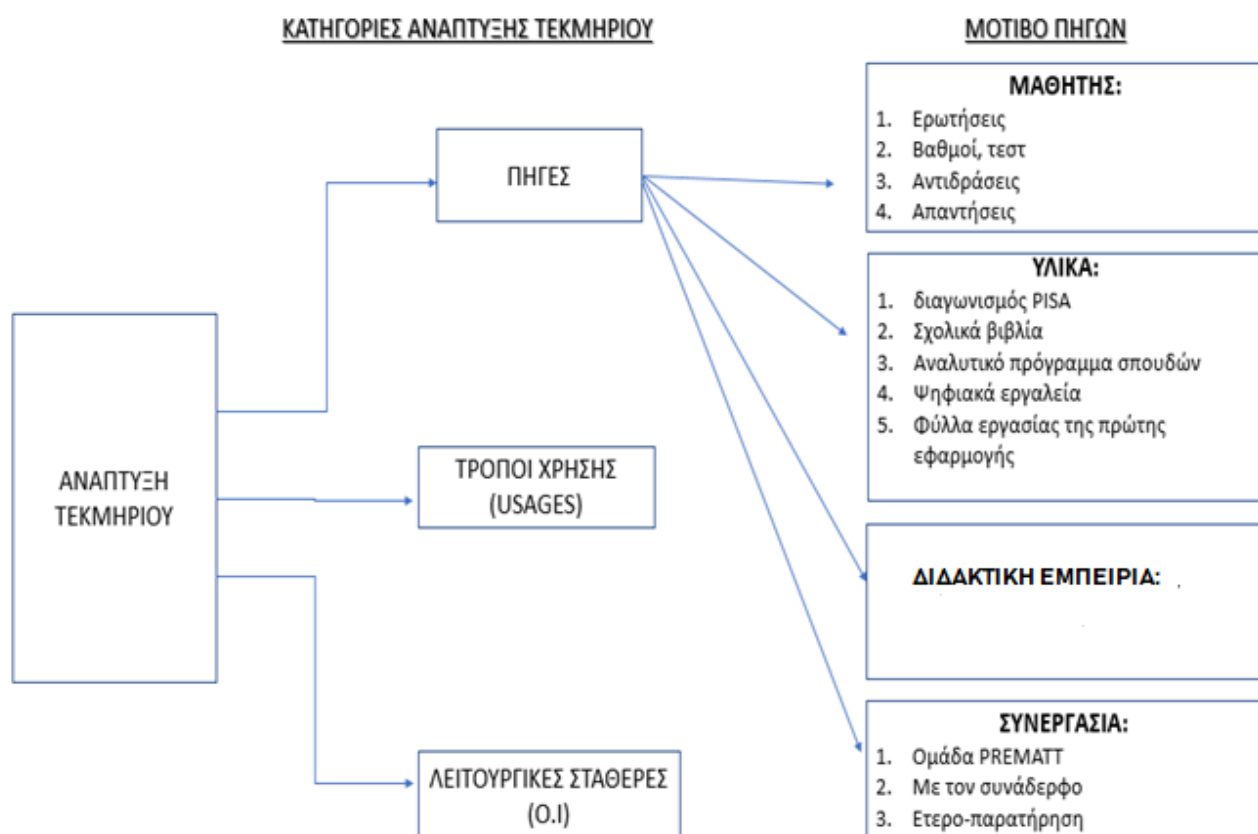 ΚΑΤΗΓΟΡΙΕΣ ΑΝΑΠΤΥΞΗΣ ΤΕΚΜΗΡΙΟΥ
ΜΟΤΙΒΟ ΠΗΓΩΝ
ΑΝΑΠΤΥΞΗ
ΤΕΚΜΗΡΙΟΥ
ΠΗΓΕΣ
ΤΡΟΠΟΙ ΧΡΗΣΗΣ
(USAGES)
ΛΕΙΤΟΥΡΓΙΚΕΣ ΣΤΑΘΕΡΕΣ
(O.I)
ΜΑΘΗΤΗΣ:
1. Ερωτήσεις
2. Βαθμοί, τεστ
3. Αντιδράσεις
4. Απαντήσεις
ΥΛΙΚΑ:
1. διαγωνισμός PISA
2. Σχολικά βιβλία
3. Αναλυτικό πρόγραμμα σπουδών
4. Ψηφιακά εργαλεία
5. Φύλλα εργασίας της πρώτης
εφαρμογής
ΔΙΔΑΚΤΙΚΗ ΕΜΠΕΙΡΙΑ:
ΣΥΝΕΡΓΑΣΙΑ:
1. Ομάδα PREMATT
2. Με τον συνάδερφο
3. Ετερο-παρατήρηση